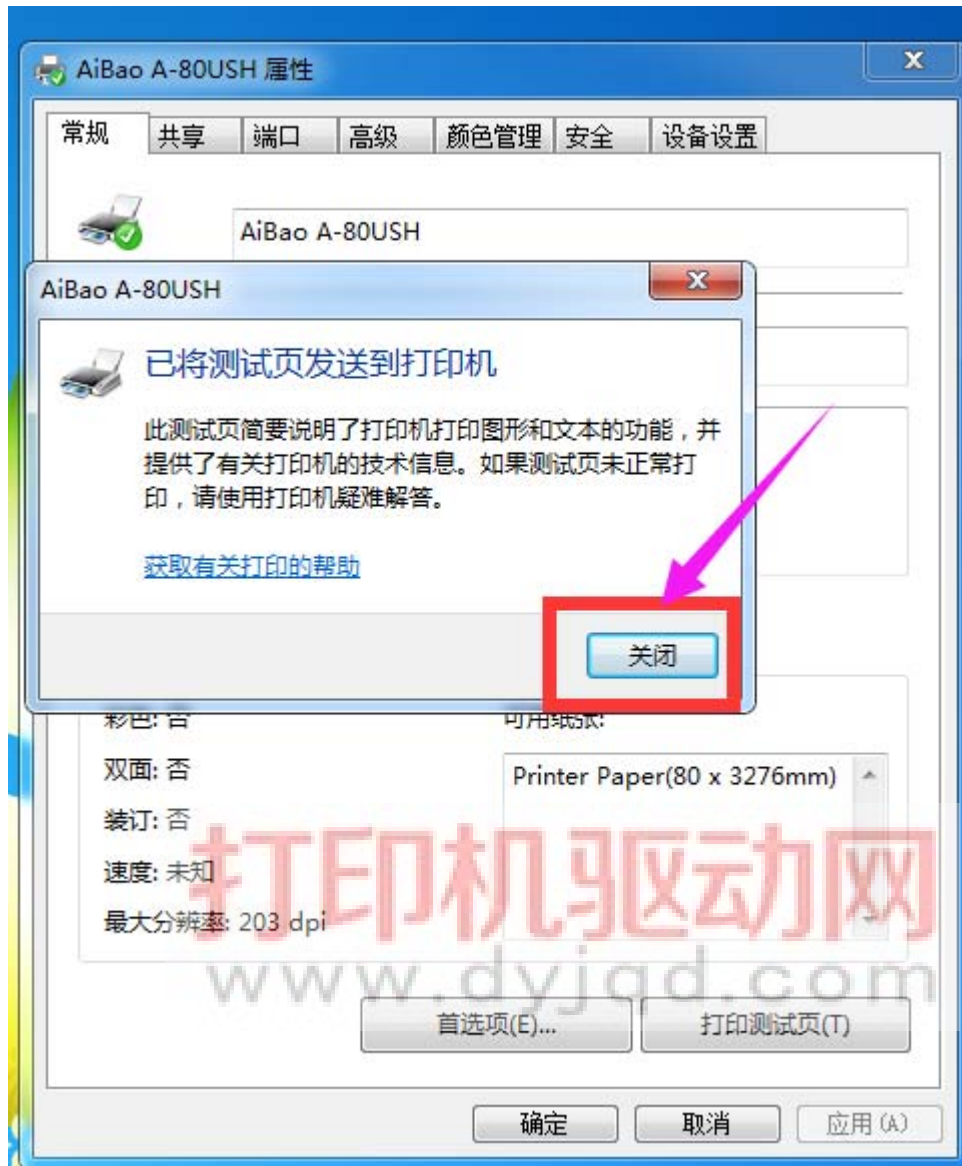 AiBao A-80USH 属性
常规 共享 端口 高级 颜色管理 安全 设备设置
AiBao A-80USH
AiBao A-80USH
已将测试页发送到打印机
此测试页简要说明了打印机打印图形和文本的功能，并
提供了有关打印机的技术信息。如果测试页未正常打
印，请使用打印机疑难解答。
获取有关打印的帮助
关闭
彩色: 否 可用纸张:
双面: 否 Printer Paper(80 x 3276mm)
装订: 否
速度: 未知
最大分辨率: 203 dpi
打印机驱动网
www.dyjqd.com
首选项(E)... 打印测试页(T)
确定 取消 应用(A)